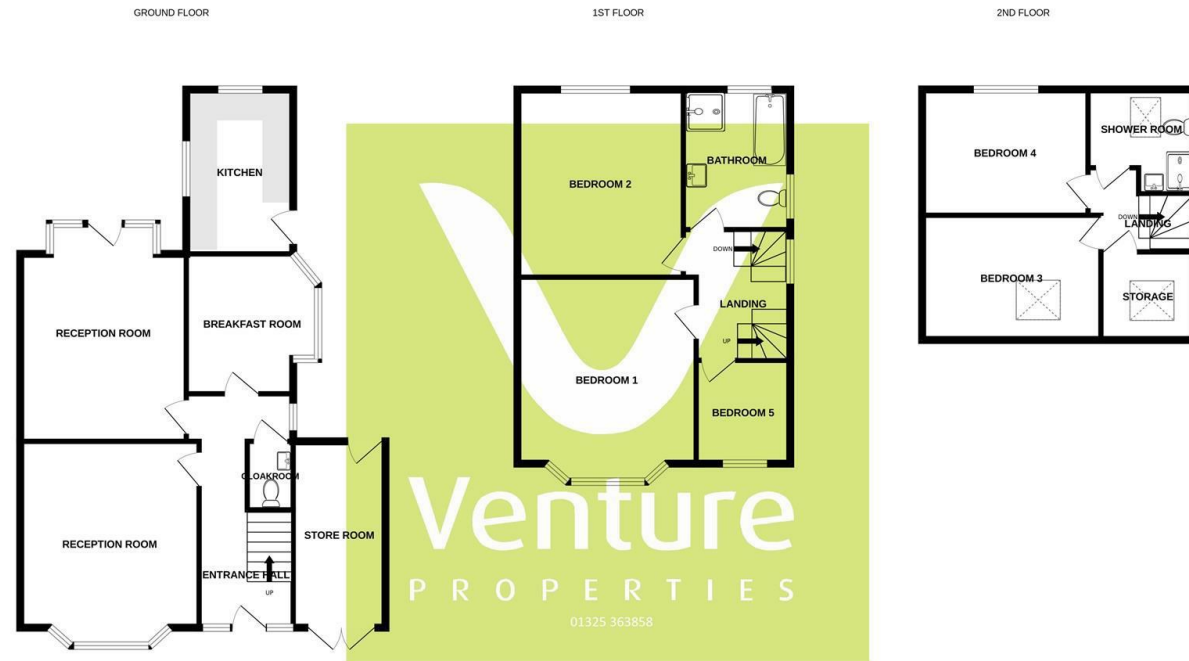 GROUND FLOOR
1ST FLOOR
2ND FLOOR
KITCHEN
RECEPTION ROOM
BREAKFAST ROOM
CLOAKROOM
RECEPTION ROOM
ENTRANCE HALL
UP
STORE ROOM
BEDROOM 2
BATHROOM
DOWN
LANDING
UP
BEDROOM 1
BEDROOM 5
BEDROOM 4
SHOWER ROOM
DOWN
LANDING
BEDROOM 3
STORAGE
Venture
PROPERTIES
01325 363858